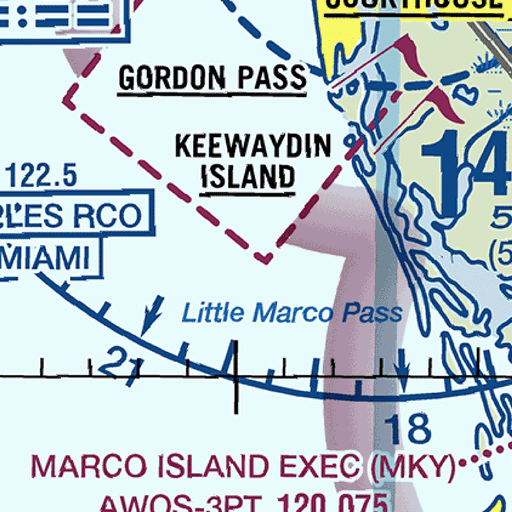 COURTHOUSE
GORDON PASS
KEEWAYDIN
ISLAND
14
122.5
LES RCO
MIAMI
5
(5
Little Marco Pass
21
18
MARCO ISLAND EXEC (MKY)
AWOS-3PT 120.075